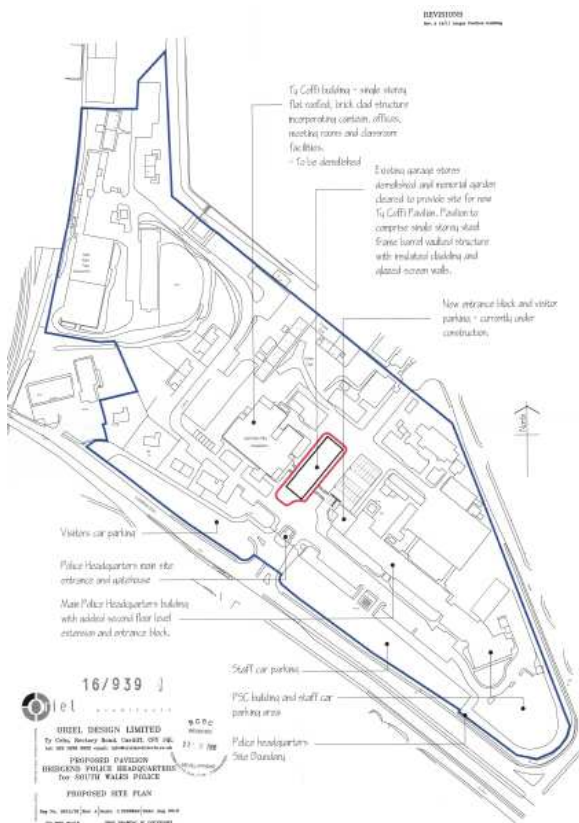 REVISIONS
Ty Coffi building - single storey
flat roofed, brick clad structure
incorporating canteen, offices,
meeting rooms and classroom
facilities.
- To be demolished
Existing garage stores
demolished and memorial garden
cleared to provide site for new
Ty Coffi Pavilion. Pavilion to
comprise single storey steel
frame barrel vaulted structure
with insulated cladding and
glazed screen walls.
New entrance block and visitor
parking - currently under
construction.
North
Visitors car parking
Police Headquarters main site
entrance and gatehouse
Main Police Headquarters building
with added second floor level
extension and entrance block.
Staff car parking
PSC building and staff car
parking area
Police headquarters
Site Boundary
16/939
Oriel
architects
ORIEL DESIGN LIMITED
PROPOSED PAVILION
BRIDGEND POLICE HEADQUARTERS
for SOUTH WALES POLICE
PROPOSED SITE PLAN